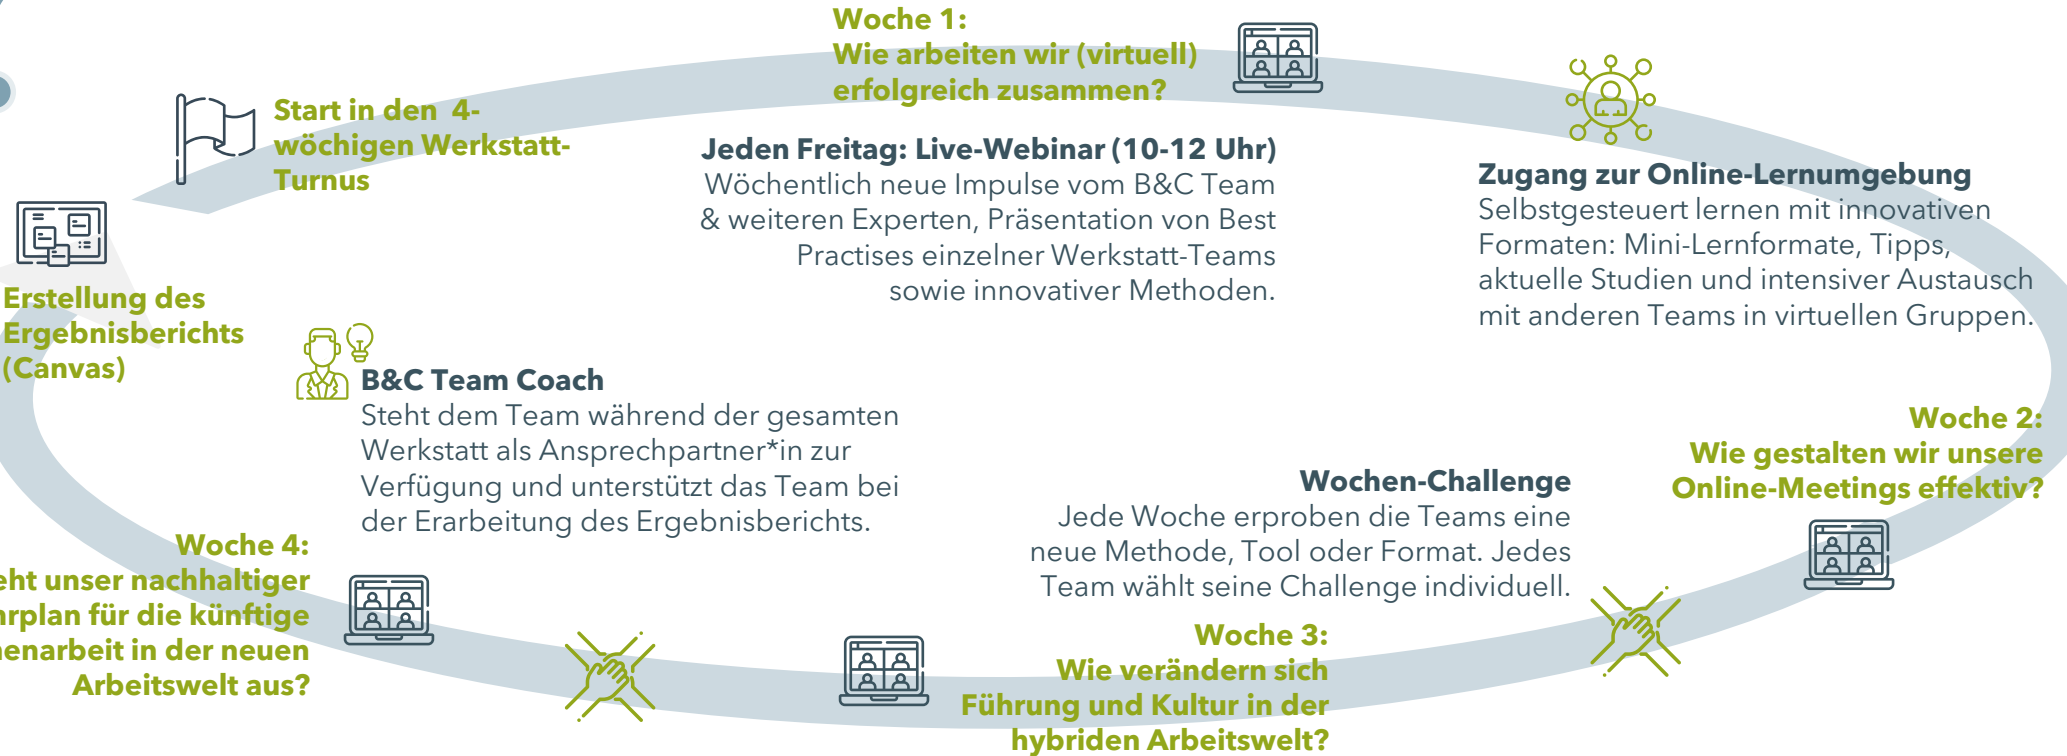 Woche 1:
Wie arbeiten wir (virtuell)
erfolgreich zusammen?
Start in den 4-
wöchigen Werkstatt-
Turnus
Jeden Freitag: Live-Webinar (10-12 Uhr)
Wöchentlich neue Impulse vom B&C Team
& weiteren Experten, Präsentation von Best
Practises einzelner Werkstatt-Teams
sowie innovativer Methoden.
Zugang zur Online-Lernumgebung
Selbstgesteuert lernen mit innovativen
Formaten: Mini-Lernformate, Tipps,
aktuelle Studien und intensiver Austausch
mit anderen Teams in virtuellen Gruppen.
Erstellung des
Ergebnisberichts
(Canvas)
B&C Team Coach
Steht dem Team während der gesamten
Werkstatt als Ansprechpartner*in zur
Verfügung und unterstützt das Team bei
der Erarbeitung des Ergebnisberichts.
Woche 2:
Wie gestalten wir unsere
Online-Meetings effektiv?
Wochen-Challenge
Jede Woche erproben die Teams eine
neue Methode, Tool oder Format. Jedes
Team wählt seine Challenge individuell.
Woche 3:
Wie verändern sich
Führung und Kultur in der
hybriden Arbeitswelt?
Woche 4:
unser nachhaltiger
für die künftige
in der neuen
Arbeitswelt aus?